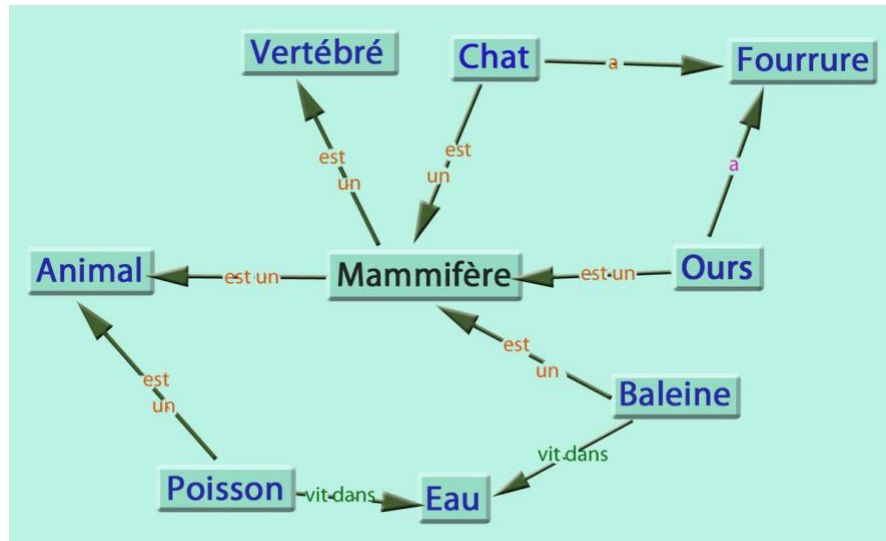 Vertébré
Chat
a
Fourrure
est
un
est
un
a
Animal
est un
Mammifère
est un
Ours
est
un
est
un
Baleine
vit dans
Poisson
vit dans
Eau